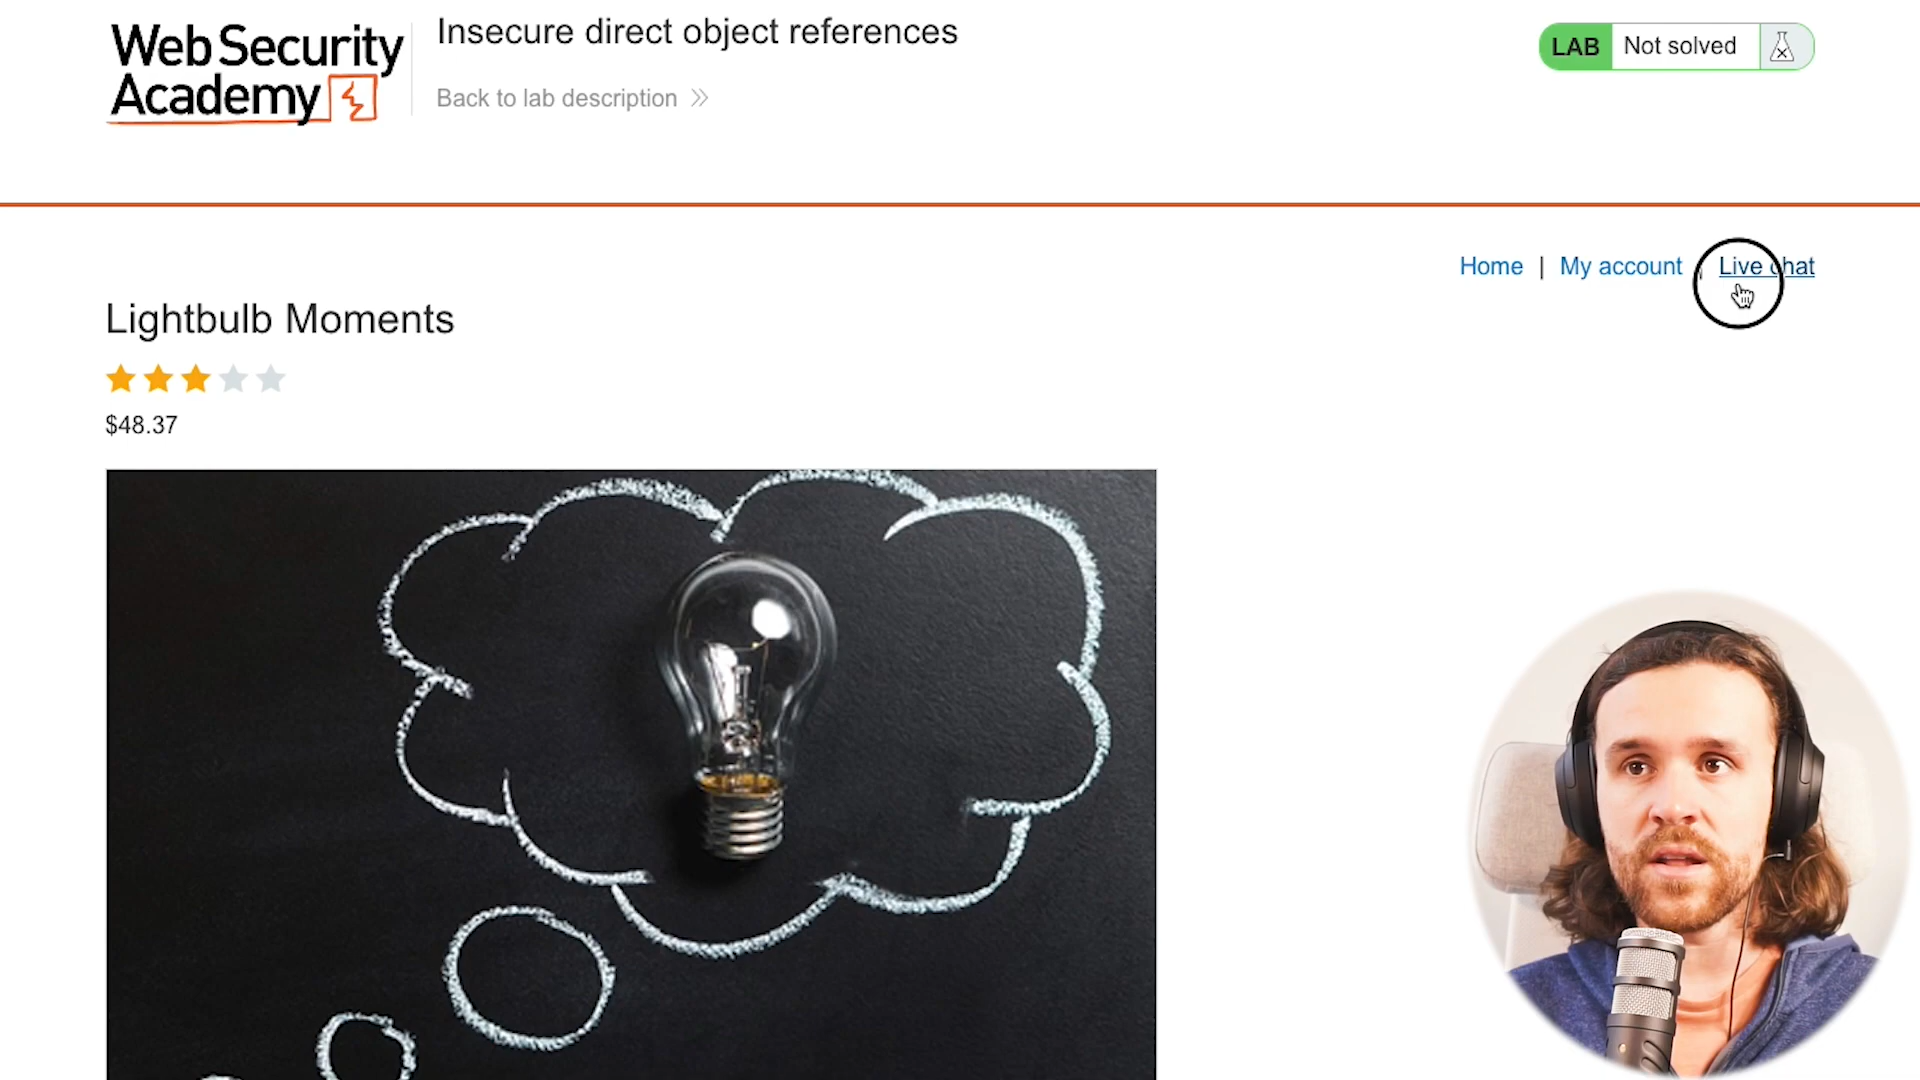 Web Security
Academy
Insecure direct object references
Back to lab description
LAB Not solved
Home | My account | Live chat
Lightbulb Moments
$48.37